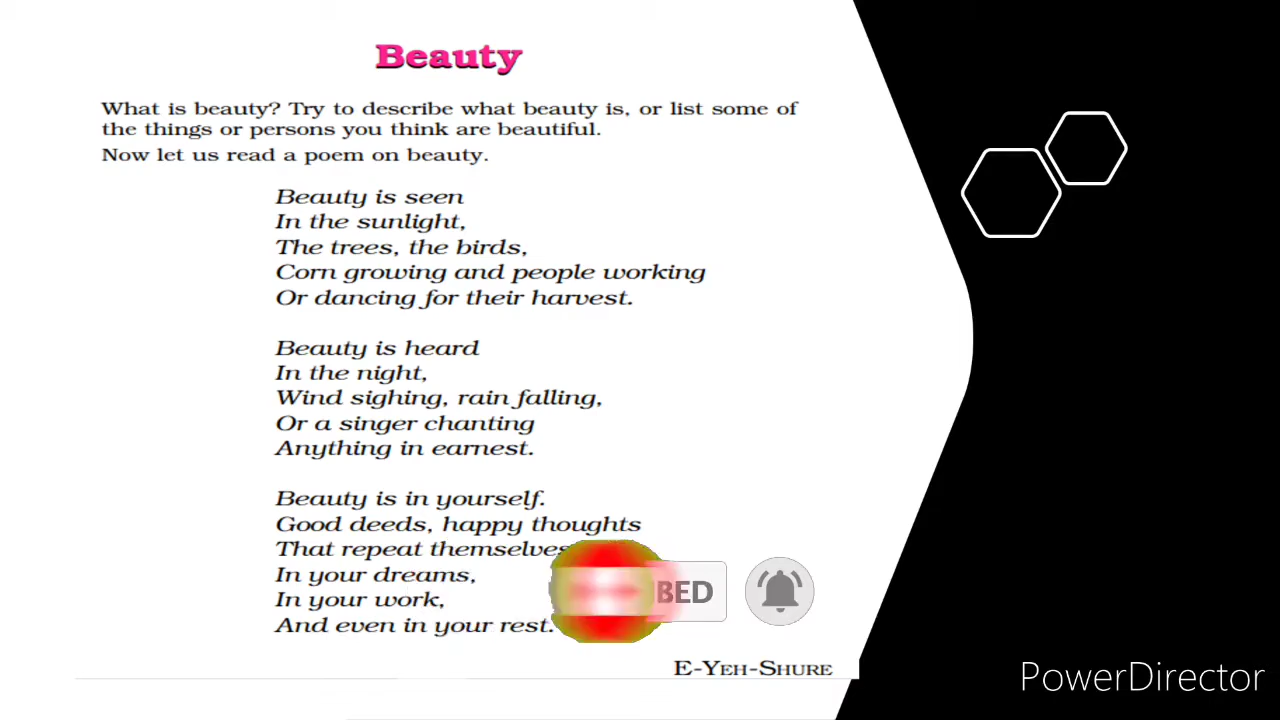 Beauty
What is beauty? Try to describe what beauty is, or list some of
the things or persons you think are beautiful.
Now let us read a poem on beauty.
Beauty is seen
In the sunlight,
The trees, the birds,
Corn growing and people working
Or dancing for their harvest.
Beauty is heard
In the night,
Wind sighing, rain falling,
Or a singer chanting
Anything in earnest.
Beauty is in yourself.
Good deeds, happy thoughts
That repeat themselves
In your dreams,
In your work,
And even in your rest.
BED
E-YEH-SHURE
PowerDirector